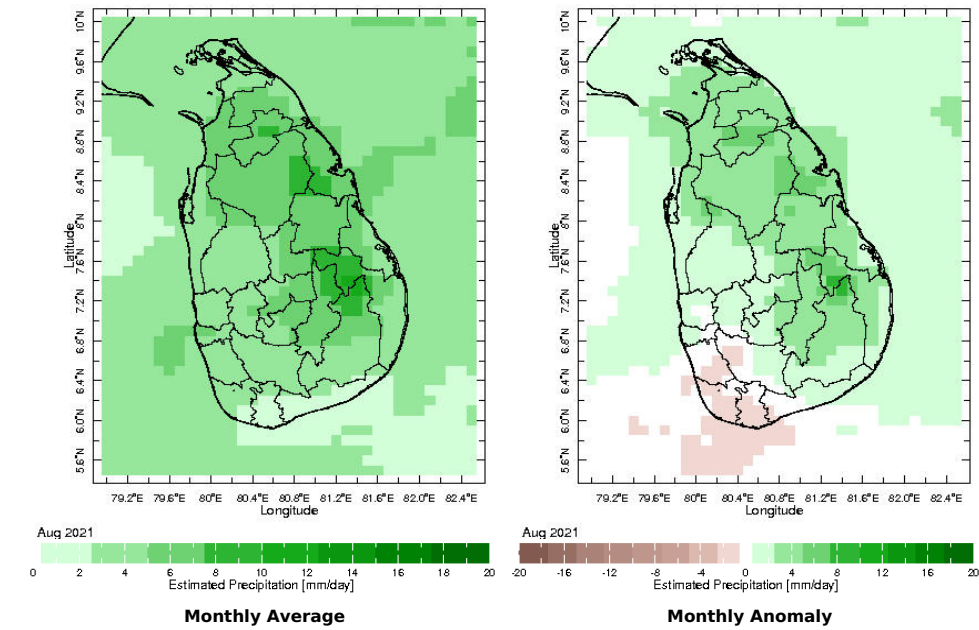 10°N
9.6°N
9.2°N
8.8°N
8.4°N
8°N
7.6°N
7.2°N
6.8°N
6.4°N
6.0°N
5.6°N
Latitude
79.2°E 79.6°E 80°E 80.4°E 80.8°E 81.2°E 81.6°E 82°E 82.4°E
Longitude
Aug 2021
0 2 4 6 8 10 12 14 16 18 20
Estimated Precipitation [mm/day]
Monthly Average
10°N
9.6°N
9.2°N
8.8°N
8.4°N
8°N
7.6°N
7.2°N
6.8°N
6.4°N
6.0°N
5.6°N
Latitude
79.2°E 79.6°E 80°E 80.4°E 80.8°E 81.2°E 81.6°E 82°E 82.4°E
Longitude
Aug 2021
-20 -16 -12 -8 -4 0 4 8 12 16 20
Estimated Precipitation [mm/day]
Monthly Anomaly